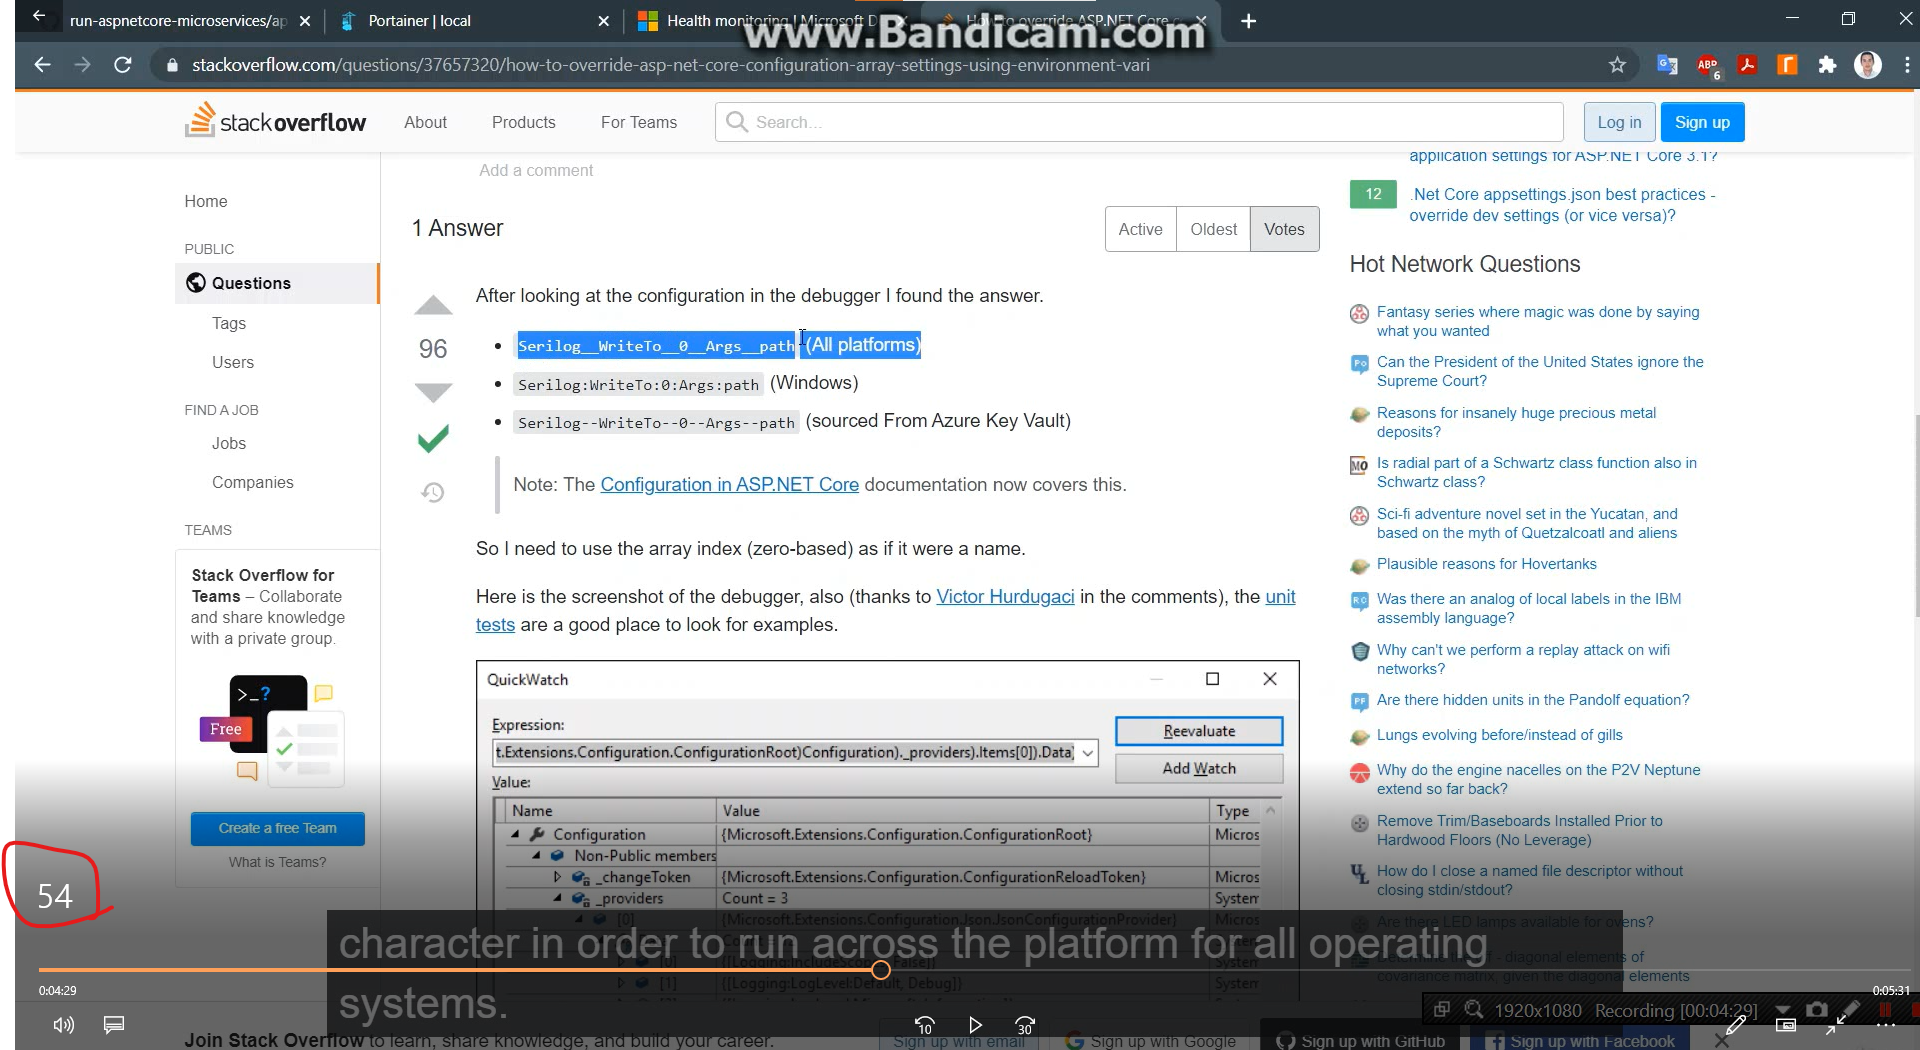 run-aspnetcore-microservices/ap
Portainer | local
Health monitoring | Microsoft D
How to override ASP.NET Core c
www.Bandicam.com
stackoverflow.com/questions/37657320/how-to-override-asp-net-core-configuration-array-settings-using-environment-vari
ABP
6
stackoverflow
About
Products
For Teams
Search...
Log in
Sign up
Add a comment
application settings for ASP.NET Core 3.1?
Home
PUBLIC
Questions
Tags
Users
FIND A JOB
Jobs
Companies
TEAMS
Stack Overflow for
Teams – Collaborate
and share knowledge
with a private group.
>_?
Free
Create a free Team
What is Teams?
1 Answer
Active
Oldest
Votes
96
After looking at the configuration in the debugger I found the answer.
Serilog__WriteTo__0__Args__path (All platforms)
Serilog:WriteTo:0:Args:path (Windows)
Serilog--WriteTo--0--Args--path (sourced From Azure Key Vault)
Note: The Configuration in ASP.NET Core documentation now covers this.
So I need to use the array index (zero-based) as if it were a name.
Here is the screenshot of the debugger, also (thanks to Victor Hurdugaci in the comments), the unit
tests are a good place to look for examples.
QuickWatch
Expression:
Reevaluate
t.Extensions.Configuration.ConfigurationRoot)Configuration)._providers).Items[0]).Data)
Add Watch
Value:
Name
Value
Type
Configuration
{Microsoft.Extensions.Configuration.ConfigurationRoot}
Micros
Non-Public members
_changeToken
{Microsoft.Extensions.Configuration.ConfigurationReloadToken}
Micros
_providers
Count = 3
System
[0]
{Microsoft.Extensions.Configuration.Json.JsonConfigurationProvider}
Micros
[0]
{[Logging:IncludeScopes, False]}
System
[1]
{[Logging:LogLevel:Default, Debug]}
System
12
.Net Core appsettings.json best practices -
override dev settings (or vice versa)?
Hot Network Questions
Fantasy series where magic was done by saying
what you wanted
Can the President of the United States ignore the
Supreme Court?
Reasons for insanely huge precious metal
deposits?
MO
Is radial part of a Schwartz class function also in
Schwartz class?
Sci-fi adventure novel set in the Yucatan, and
based on the myth of Quetzalcoatl and aliens
Plausible reasons for Hovertanks
Was there an analog of local labels in the IBM
assembly language?
Why can't we perform a replay attack on wifi
networks?
Are there hidden units in the Pandolf equation?
Lungs evolving before/instead of gills
Why do the engine nacelles on the P2V Neptune
extend so far back?
Remove Trim/Baseboards Installed Prior to
Hardwood Floors (No Leverage)
How do I close a named file descriptor without
closing stdin/stdout?
Are there LED lamps available for ovens?
diagonal elements of
covariance matrix, given the diagonal elements
54
character in order to run across the platform for all operating
systems.
0:04:29
0:05:31
1920x1080
Recording [00:04:29]
10
30
Join Stack Overflow to learn, share knowledge, and build your career.
Sign up with email
Sign up with Google
Sign up with GitHub
Sign up with Facebook